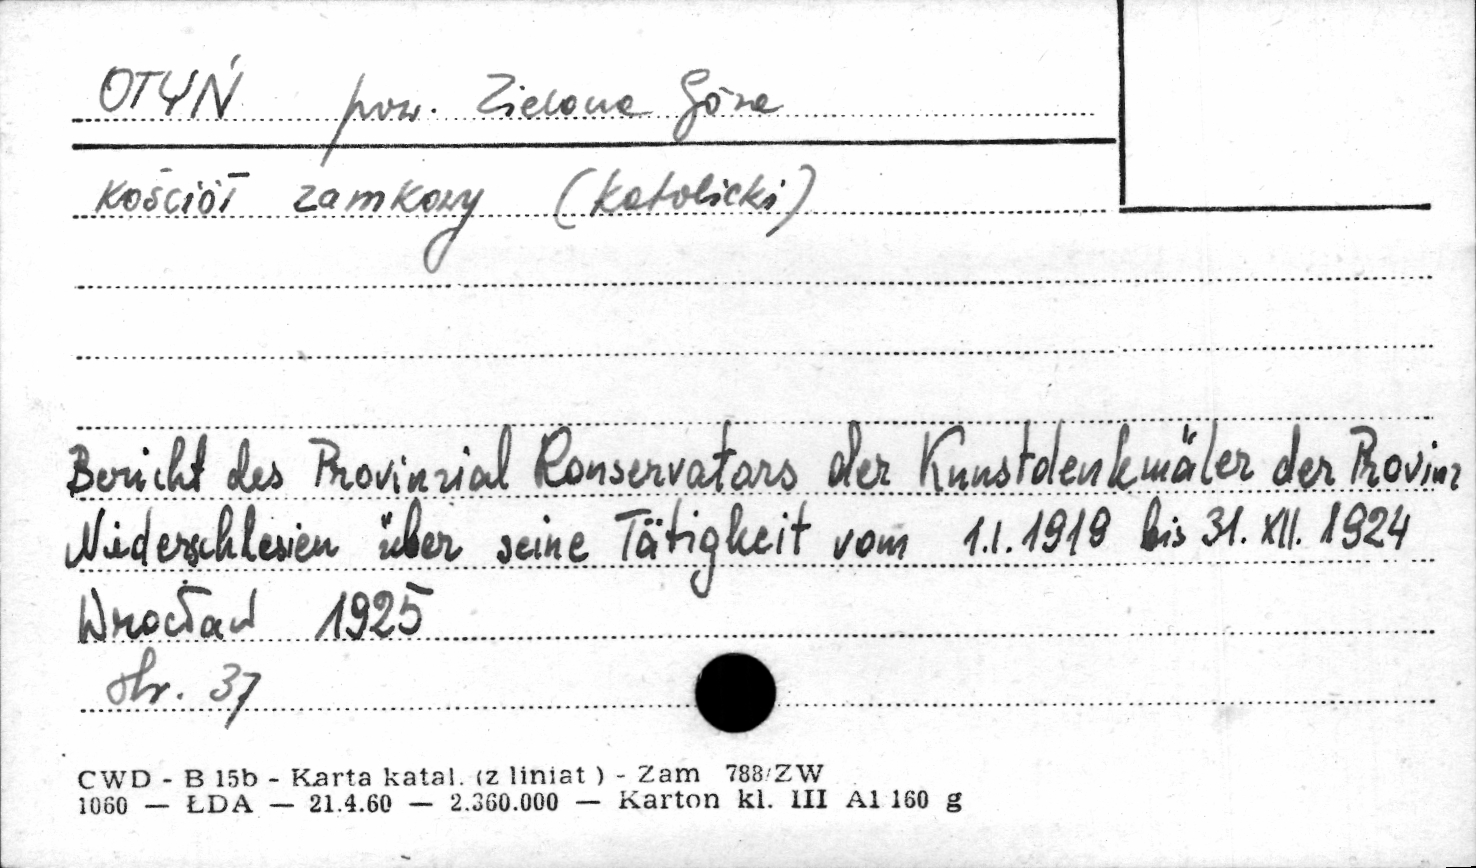 OTYŃ pow. Zielona Góra
Kościół zamkowy (katolicki)
Bericht des Provinzial Konservators der Kunstdenkmäler der Provinz
Niederschlesien über seine Tätigkeit vom 1.I.1919 bis 31.XII.1924
Wrocław 1925
str. 37
CWD - B 15b - Karta katal. (z liniat ) - Zam 788/ZW
1060 — ŁDA — 21.4.60 — 2.360.000 — Karton kl. III A1 160 g